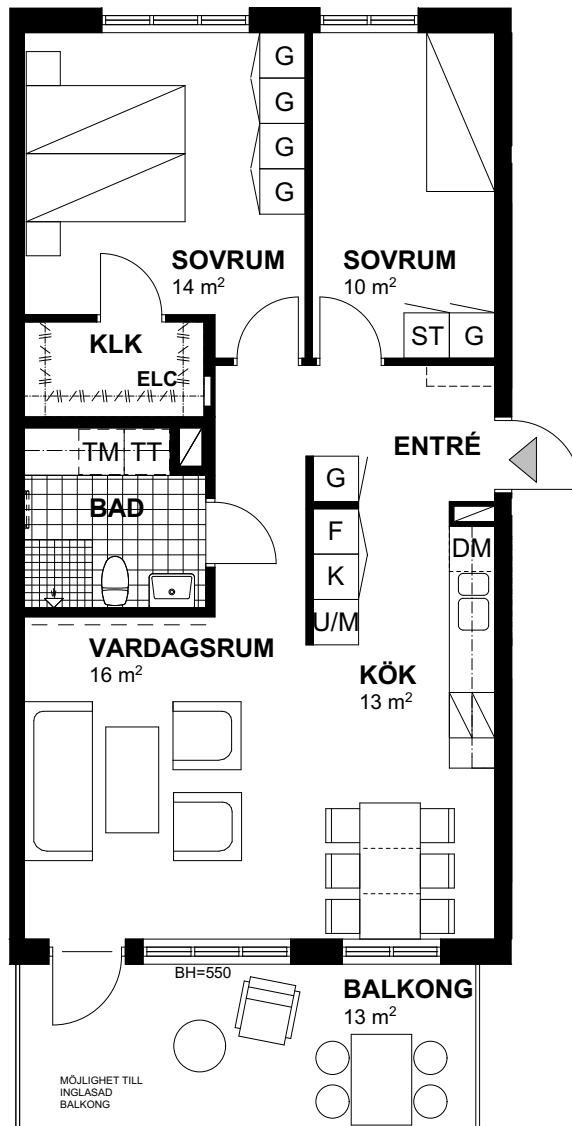 G
G
G
G
SOVRUM
14 m²
SOVRUM
10 m²
ST G
KLK
ELC
ENTRÉ
TM TT
G
BAD
F
DM
K
U/M
VARDAGSRUM
16 m²
KÖK
13 m²
BH=550
BALKONG
13 m²
MÖJLIGHET TILL
INGLASAD
BALKONG